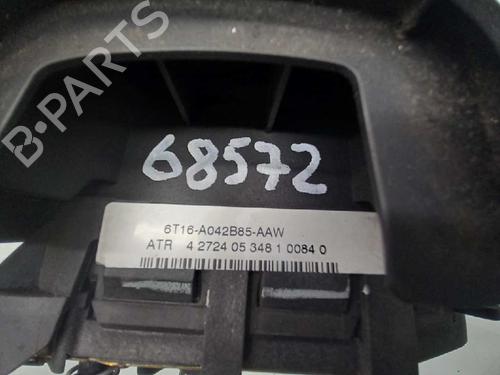 B-PARTS
68572
6T16-A042B85-AAW
ATR 4 2724 05 348 1 0084 0